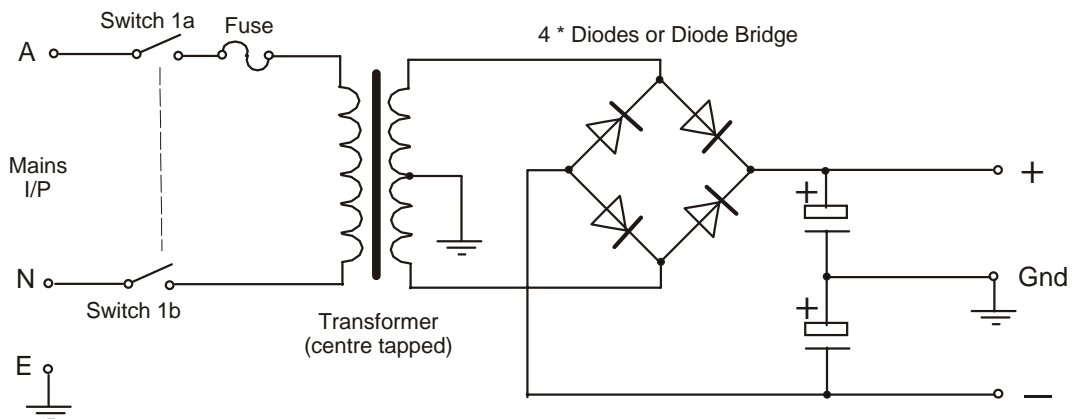 Switch 1a
Fuse
4 * Diodes or Diode Bridge
A
Mains
I/P
+
+
Gnd
N
Switch 1b
+
Transformer
(centre tapped)
E
—